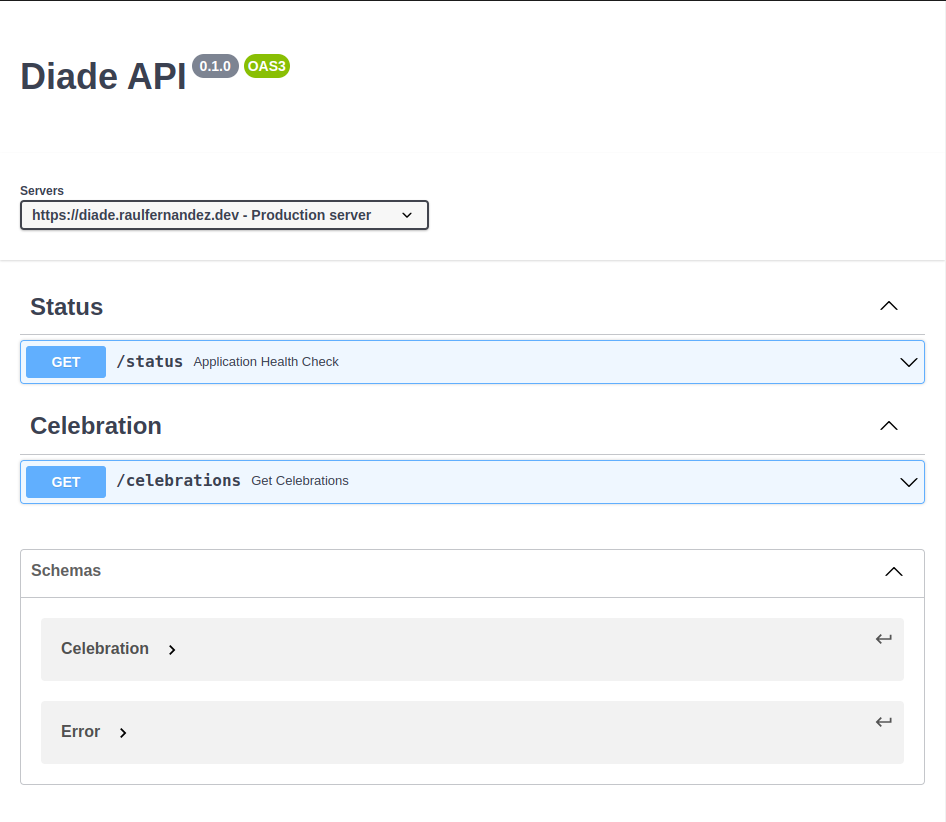 Diade API 0.1.0 OAS3
Servers
https://diade.raulfernandez.dev - Production server
Status
GET /status Application Health Check
Celebration
GET /celebrations Get Celebrations
Schemas
Celebration
Error